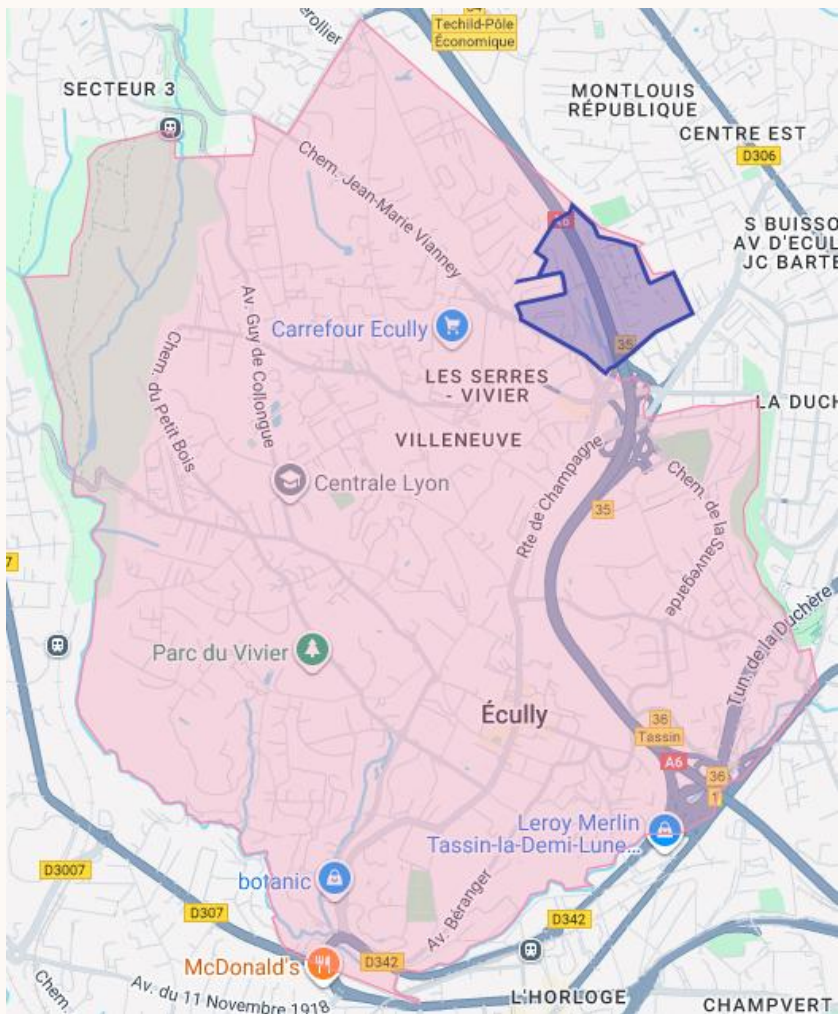 Techlid-Pôle
Économique
SECTEUR 3
MONTLOUIS
RÉPUBLIQUE
CENTRE EST
D306
Chem. Jean-Marie Vianney
A6
S BUISSO
AV D'ECUL
JC BARTE
Av. Guy de Collongue
Carrefour Ecully
35
Chem. du Petit Bois
LES SERRES
- VIVIER
LA DUCH
VILLENEUVE
Rte de Champagne
Centrale Lyon
Chem. de la Sauvegarde
35
7
Tun. de la Duchère
Parc du Vivier
Écully
36
Tassin
A6
36
1
Leroy Merlin
Tassin-la-Demi-Lune...
D3007
botanic
D307
Av. Béranger
D342
McDonald's
D342
Av. du 11 Novembre 1918
Chem.
L'HORLOGE
CHAMPVERT